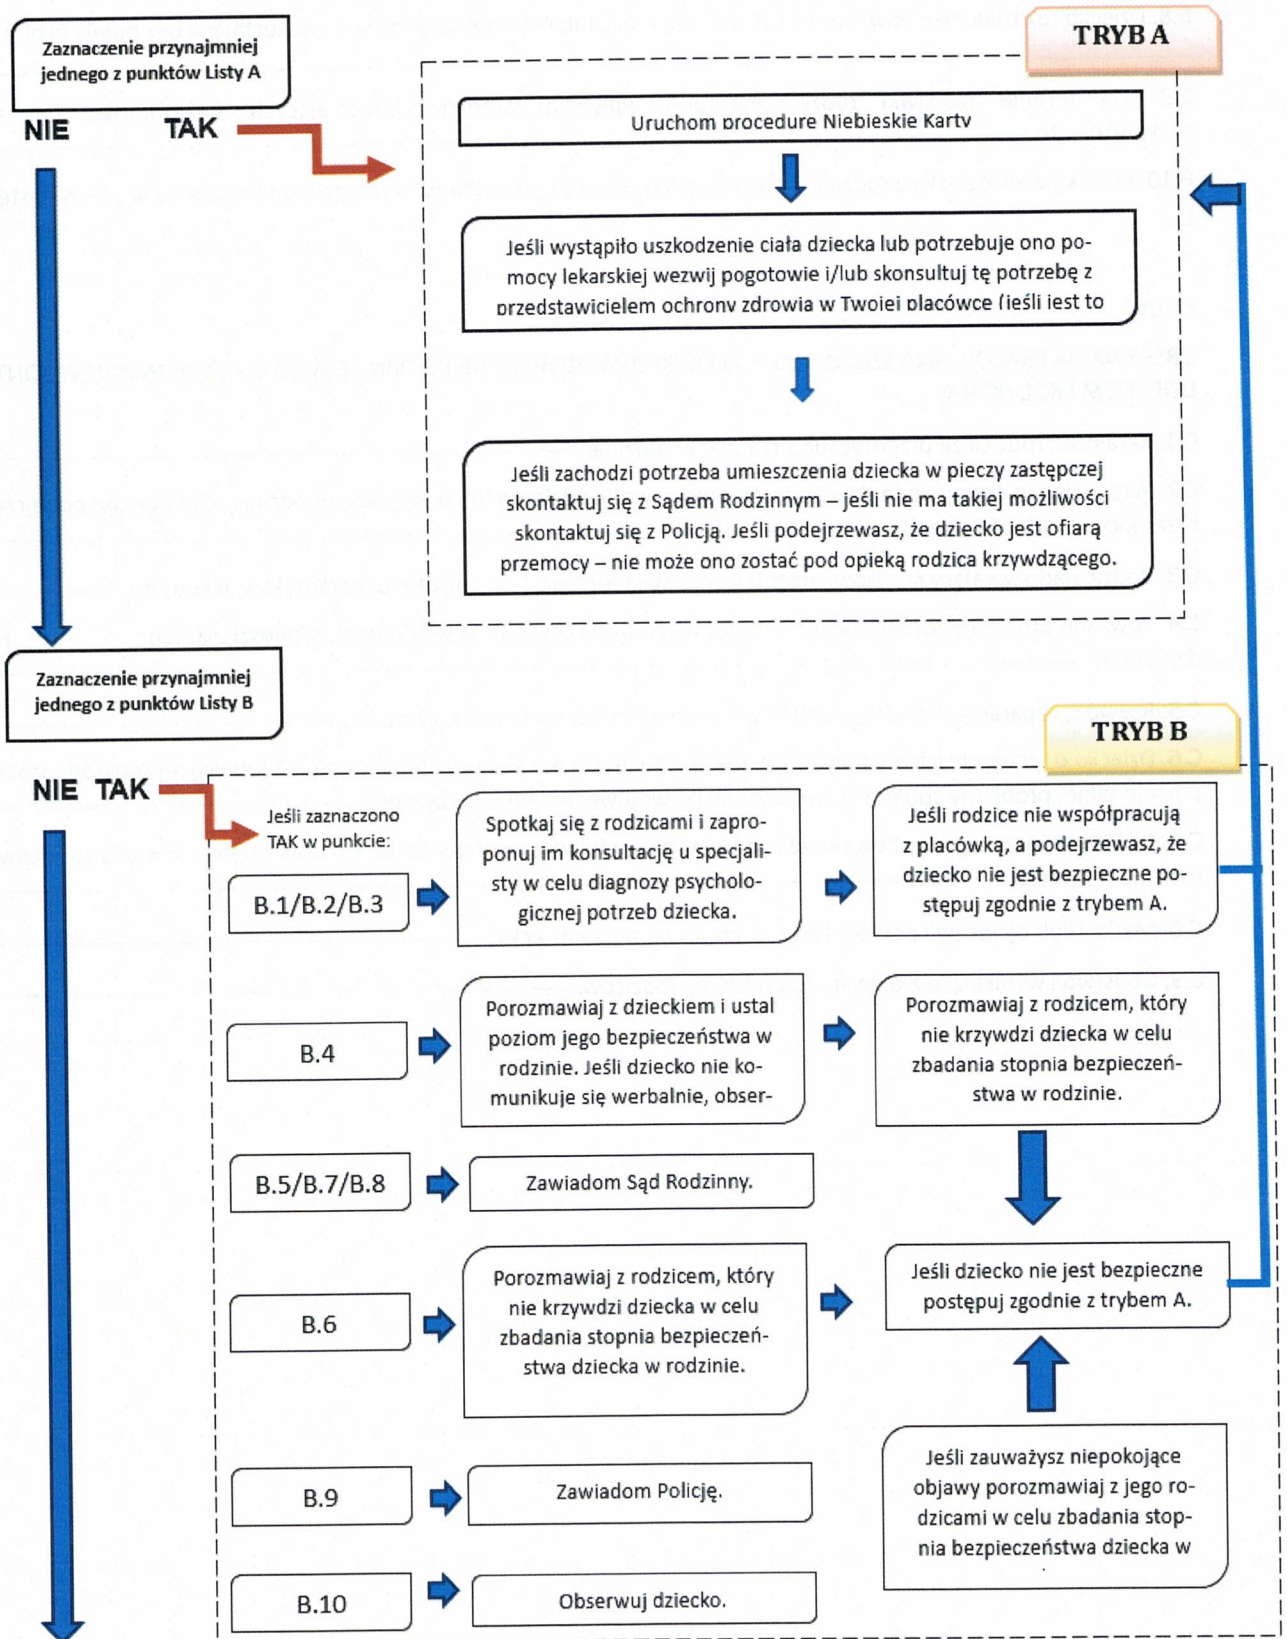 Zaznaczenie przynajmniej
jednego z punktów Listy A
NIE TAK
TRYB A
Uruchom procedurę Niebieskie Karty
Jeśli wystąpiło uszkodzenie ciała dziecka lub potrzebuje ono po-
mocy lekarskiej wezwij pogotowie i/lub skonsultuj tę potrzebę z
przedstawicielem ochrony zdrowia w Twojej placówce (jeśli jest to
Jeśli zachodzi potrzeba umieszczenia dziecka w pieczy zastępczej
skontaktuj się z Sądem Rodzinnym – jeśli nie ma takiej możliwości
skontaktuj się z Policją. Jeśli podejrzewasz, że dziecko jest ofiarą
przemocy – nie może ono zostać pod opieką rodzica krzywdzącego.
Zaznaczenie przynajmniej
jednego z punktów Listy B
NIE TAK
TRYB B
Jeśli zaznaczono
TAK w punkcie:
B.1/B.2/B.3
Spotkaj się z rodzicami i zapro-
ponuj im konsultację u specjali-
sty w celu diagnozy psycholo-
gicznej potrzeb dziecka.
Jeśli rodzice nie współpracują
z placówką, a podejrzewasz, że
dziecko nie jest bezpieczne po-
stępuj zgodnie z trybem A.
B.4
Porozmawiaj z dzieckiem i ustal
poziom jego bezpieczeństwa w
rodzinie. Jeśli dziecko nie ko-
munikuje się werbalnie, obser-
Porozmawiaj z rodzicem, który
nie krzywdzi dziecka w celu
zbadania stopnia bezpieczeń-
stwa w rodzinie.
B.5/B.7/B.8
Zawiadom Sąd Rodzinny.
B.6
Porozmawiaj z rodzicem, który
nie krzywdzi dziecka w celu
zbadania stopnia bezpieczeń-
stwa dziecka w rodzinie.
Jeśli dziecko nie jest bezpieczne
postępuj zgodnie z trybem A.
B.9
Zawiadom Policję.
Jeśli zauważysz niepokojące
objawy porozmawiaj z jego ro-
dzicami w celu zbadania stop-
nia bezpieczeństwa dziecka w
B.10
Obserwuj dziecko.